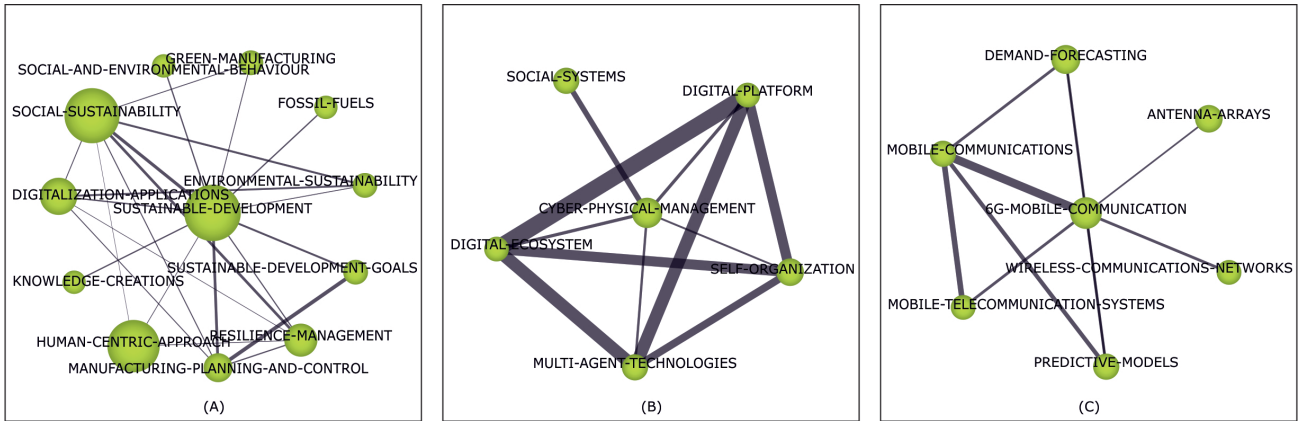 GREEN-MANUFACTURING
SOCIAL-AND-ENVIRONMENTAL-BEHAVIOUR
FOSSIL-FUELS
SOCIAL-SUSTAINABILITY
ENVIRONMENTAL-SUSTAINABILITY
DIGITALIZATION-APPLICATIONS
SUSTAINABLE-DEVELOPMENT
SUSTAINABLE-DEVELOPMENT-GOALS
KNOWLEDGE-CREATIONS
RESILIENCE-MANAGEMENT
HUMAN-CENTRIC-APPROACH
MANUFACTURING-PLANNING-AND-CONTROL
(A)
SOCIAL-SYSTEMS
DIGITAL-PLATFORM
CYBER-PHYSICAL-MANAGEMENT
DIGITAL-ECOSYSTEM
SELF-ORGANIZATION
MULTI-AGENT-TECHNOLOGIES
(B)
DEMAND-FORECASTING
ANTENNA-ARRAYS
MOBILE-COMMUNICATIONS
6G-MOBILE-COMMUNICATION
WIRELESS-COMMUNICATIONS-NETWORKS
MOBILE-TELECOMMUNICATION-SYSTEMS
PREDICTIVE-MODELS
(C)